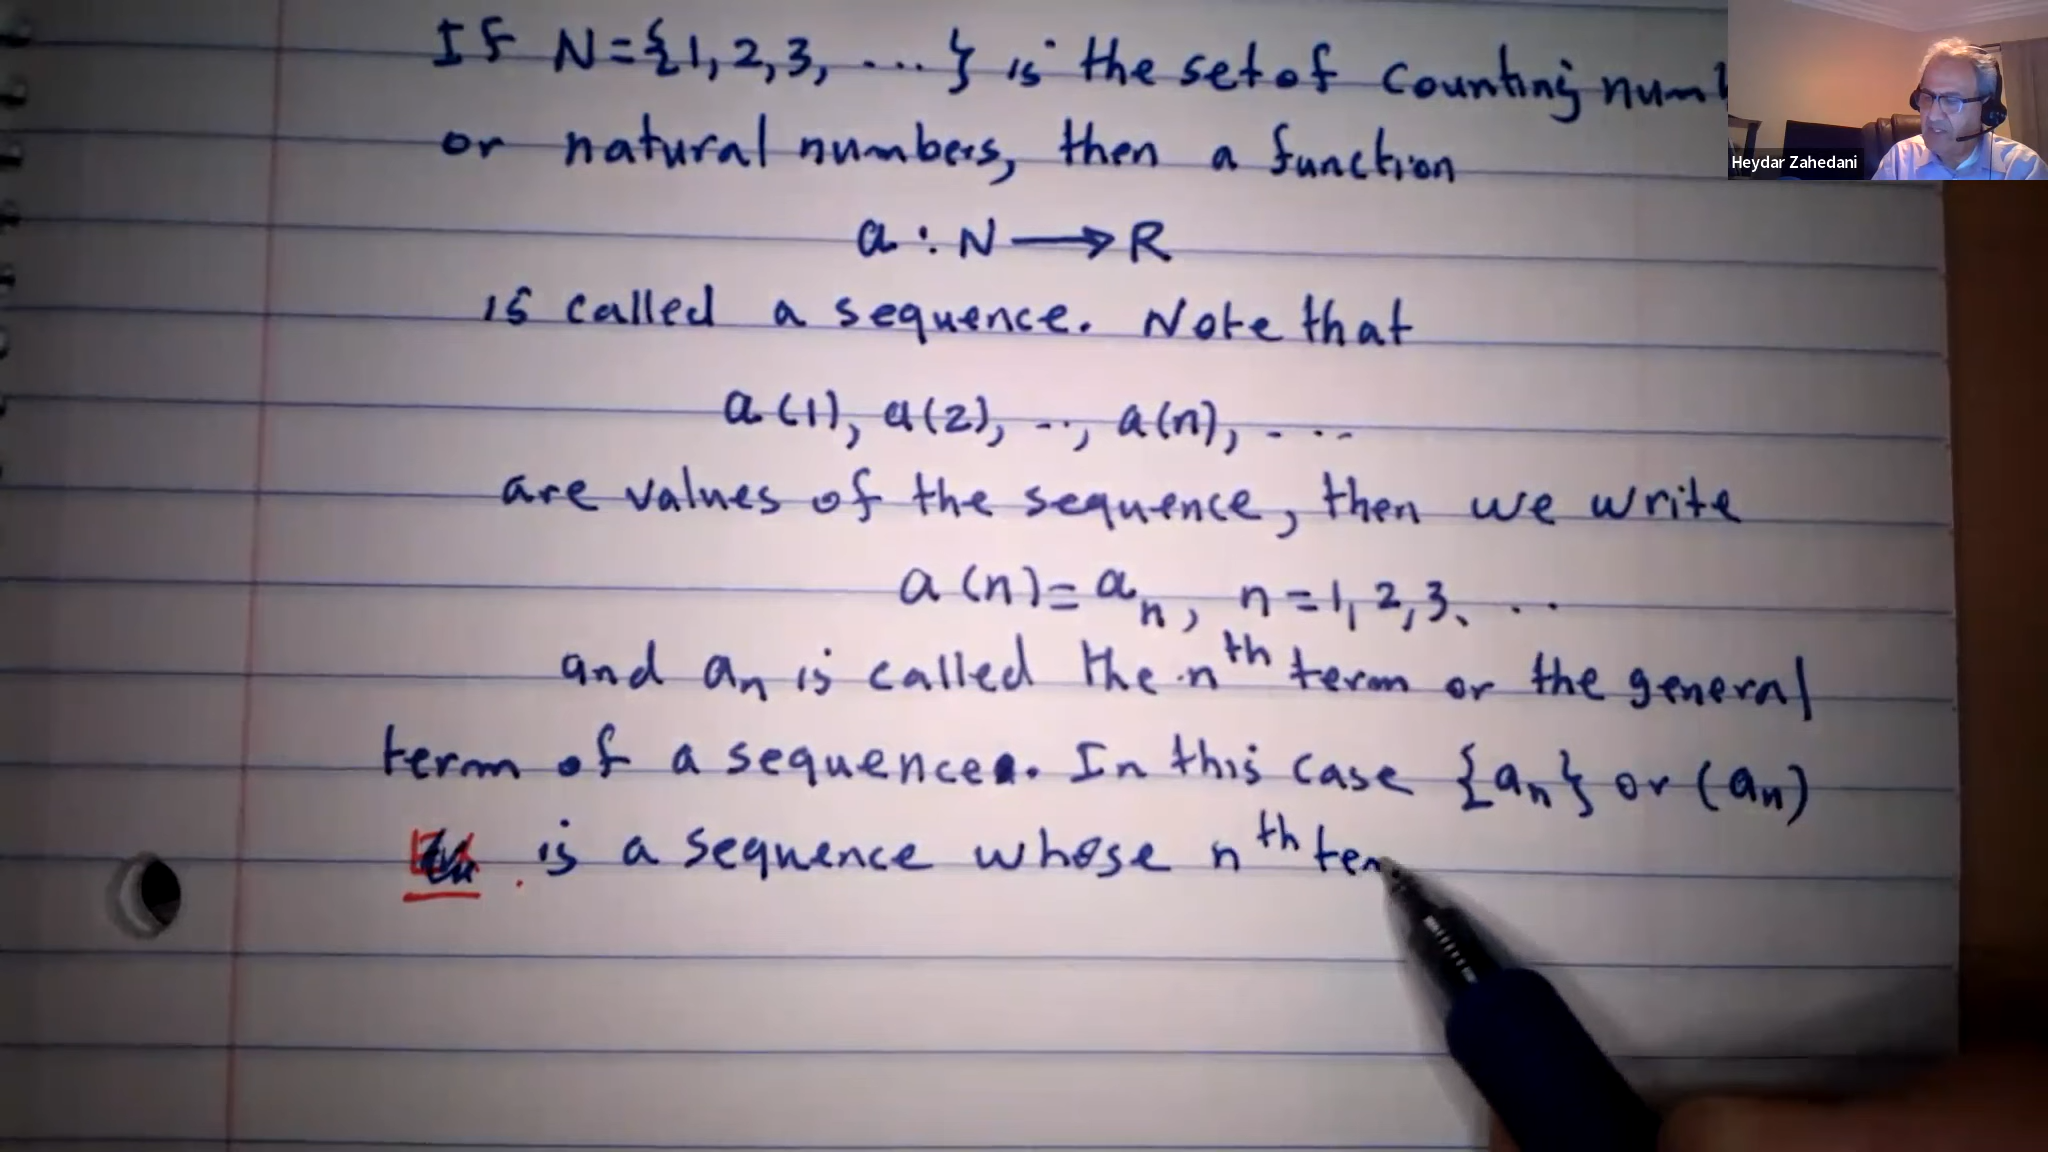 If N={1,2,3, ....} is the set of counting num
or natural numbers, then a function
a : N → R
is called a sequence. Note that
a(1), a(2), ..., a(n), ....
are values of the sequence, then we write
a(n)=aₙ, n=1,2,3, ...
and aₙ is called the nᵗʰ term or the general
term of a sequence. In this case {aₙ} or (aₙ)
is a sequence whose nᵗʰ ter
Heydar Zahedani